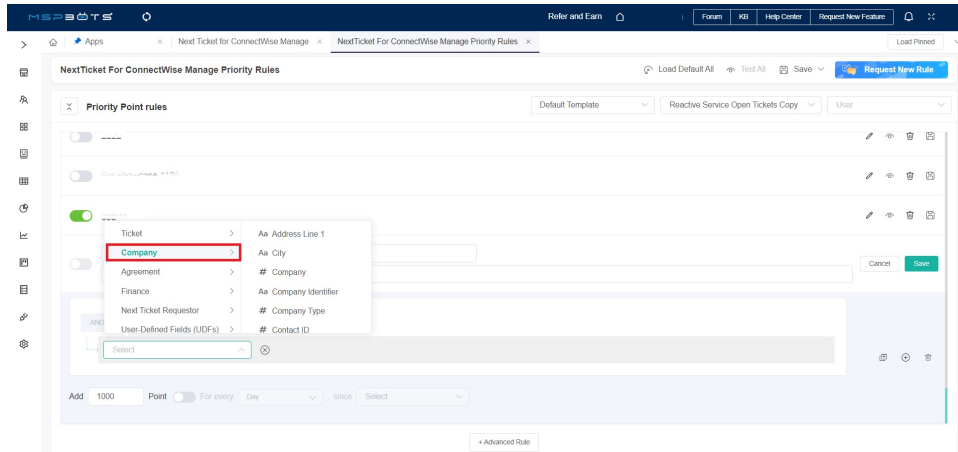 MSPBOTS Refer and Earn Forum KB Help Center Request New Feature
Apps × Next Ticket for ConnectWise Manage × NextTicket For ConnectWise Manage Priority Rules × Load Pinned
NextTicket For ConnectWise Manage Priority Rules Load Default All Test All Save Request New Rule
Priority Point rules Default Template Reactive Service Open Tickets Copy User
Ticket > Aa Address Line 1
Company > Aa City
Cancel Save
Agreement > # Company
Finance > Aa Company Identifier
Next Ticket Requestor > # Company Type
AND
User-Defined Fields (UDFs) > # Contact ID
Select
Add 1000 Point For every Day since Select
+ Advanced Rule